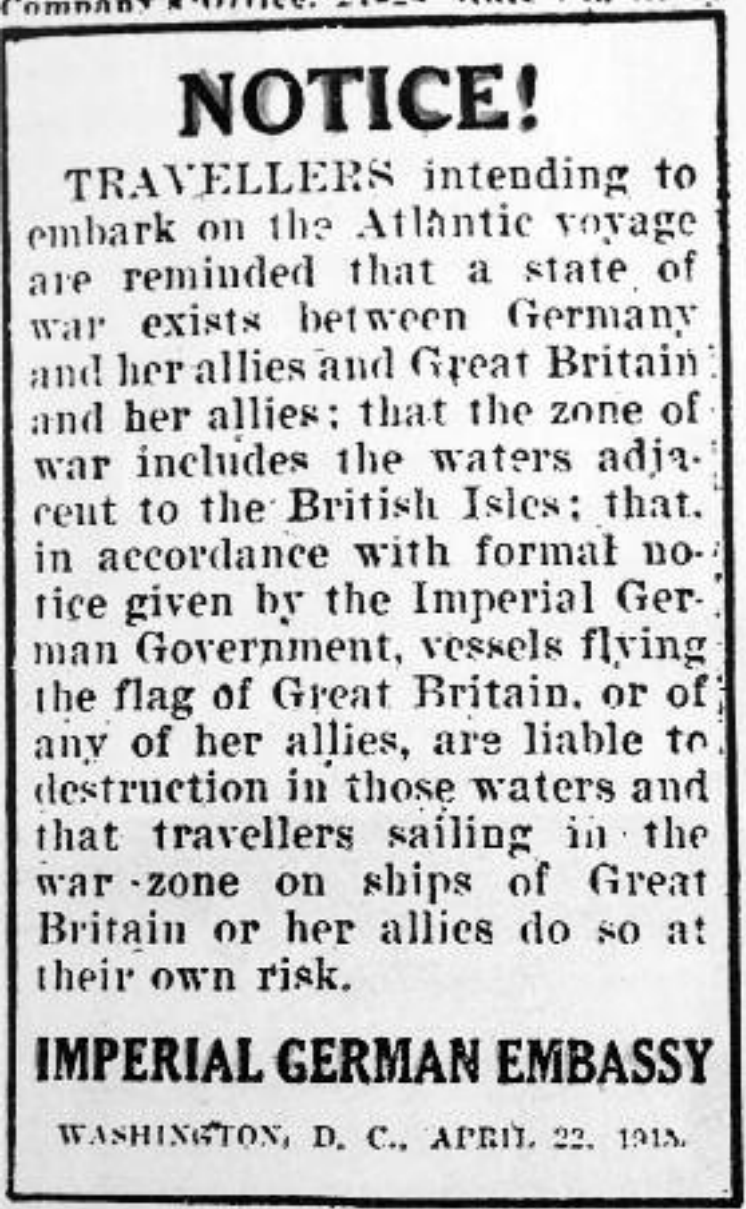 Company's Office,
NOTICE!
TRAVELLERS intending to
embark on the Atlantic voyage
are reminded that a state of
war exists between Germany
and her allies and Great Britain
and her allies; that the zone of
war includes the waters adja-
cent to the British Isles; that,
in accordance with formal no-
tice given by the Imperial Ger-
man Government, vessels flying
the flag of Great Britain, or of
any of her allies, are liable to
destruction in those waters and
that travellers sailing in the
war zone on ships of Great
Britain or her allies do so at
their own risk.
IMPERIAL GERMAN EMBASSY
WASHINGTON, D. C., APRIL 22, 1915.